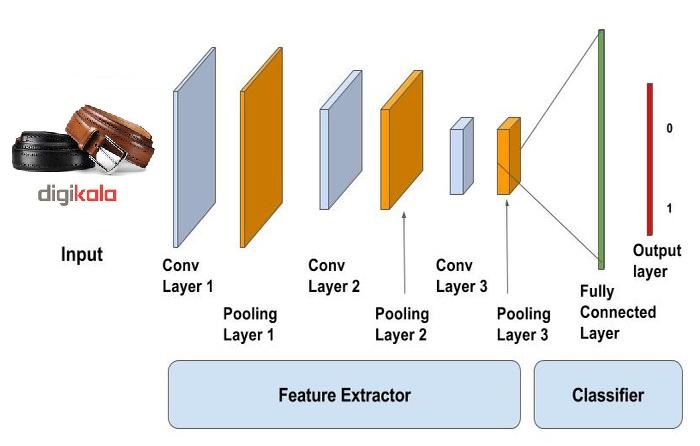 digikala
Input
Conv
Layer 1
Pooling
Layer 1
Conv
Layer 2
Pooling
Layer 2
Conv
Layer 3
Pooling
Layer 3
Fully
Connected
Layer
0
1
Output
layer
Feature Extractor
Classifier